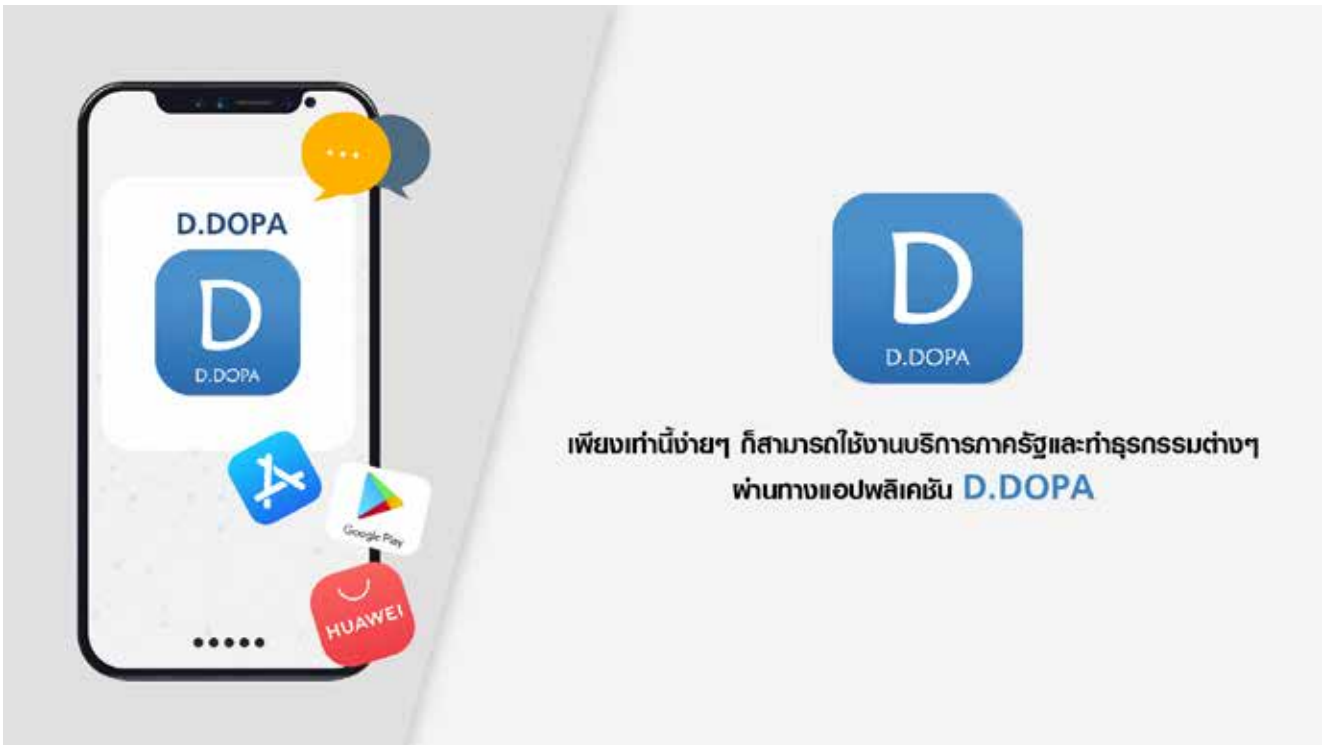 D.DOPA
D
D.DOPA
Google Play
HUAWEI
D
D.DOPA
เพียงเท่านี้ง่ายๆ ก็สามารถใช้งานบริการภาครัฐและทำธุรกรรมต่างๆ
ผ่านทางแอปพลิเคชัน D.DOPA